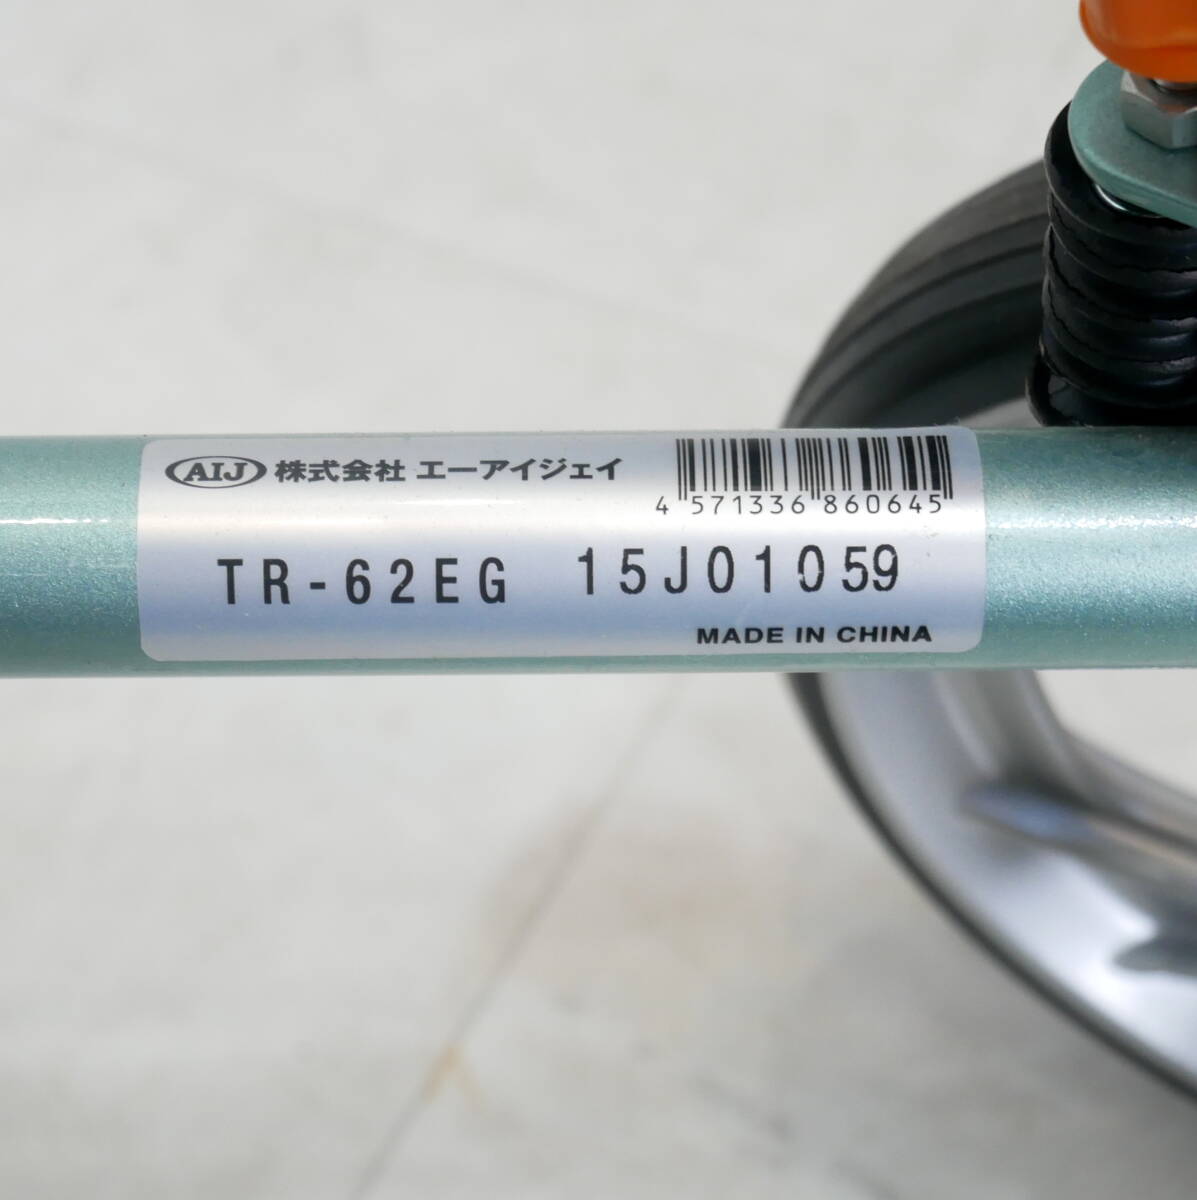 AIJ 株式会社 エーアイジェイ
4 571336 860645
TR-62EG 15J01059
MADE IN CHINA